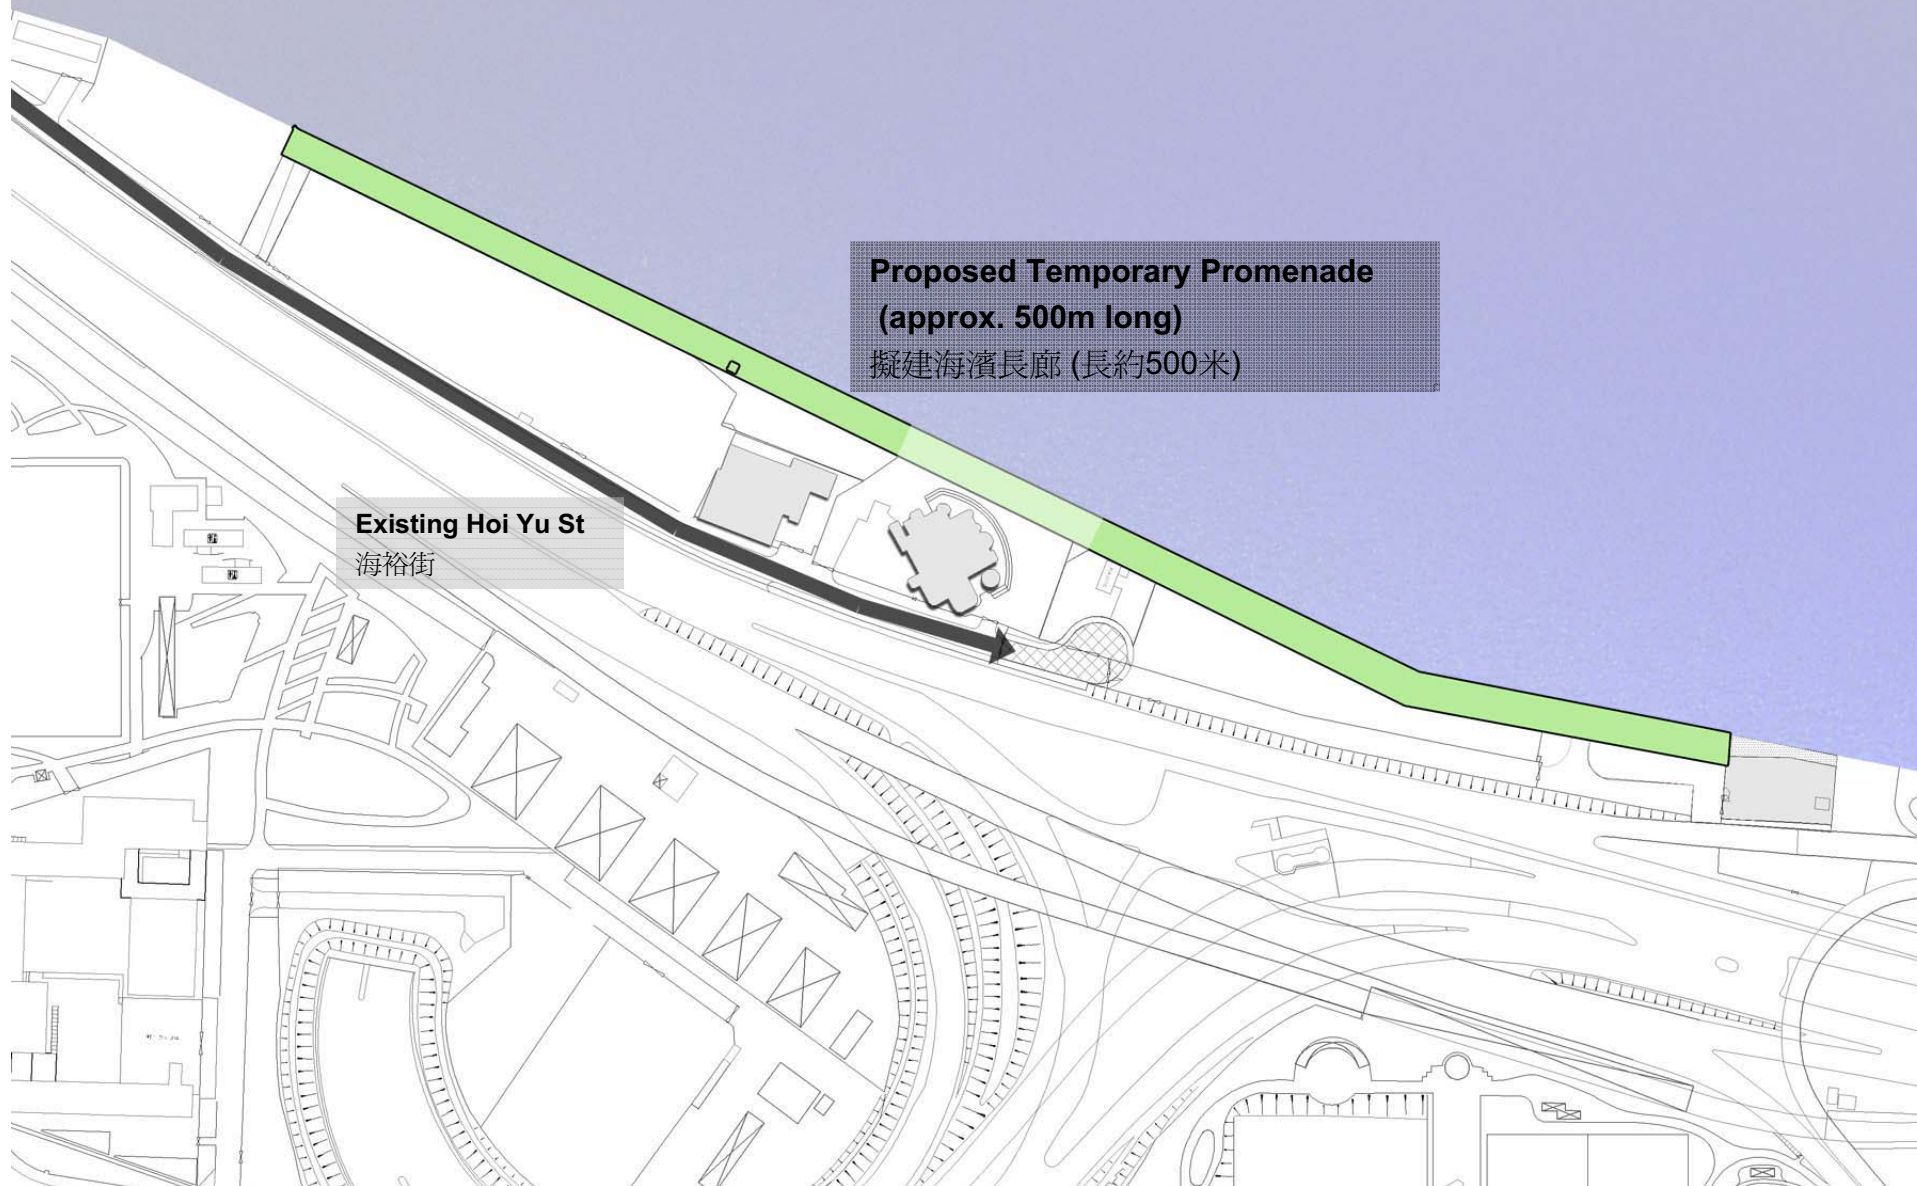 Proposed Temporary Promenade
(approx. 500m long)
擬建海濱長廊 (長約500米)
Existing Hoi Yu St
海裕街